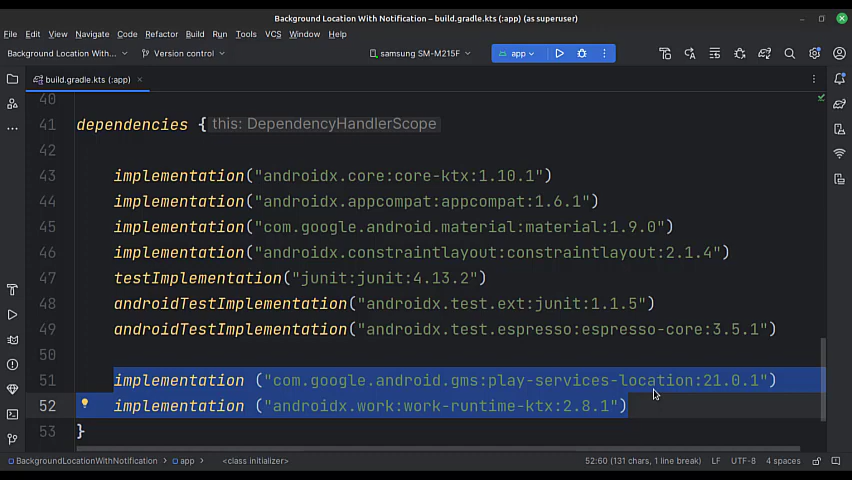 Background Location With Notification – build.gradle.kts (:app) (as superuser)
File Edit View Navigate Code Refactor Build Run Tools VCS Window Help
Background Location With... Version control samsung SM-M215F app
build.gradle.kts (:app)
40
41 dependencies { this: DependencyHandlerScope
42
43 implementation("androidx.core:core-ktx:1.10.1")
44 implementation("androidx.appcompat:appcompat:1.6.1")
45 implementation("com.google.android.material:material:1.9.0")
46 implementation("androidx.constraintlayout:constraintlayout:2.1.4")
47 testImplementation("junit:junit:4.13.2")
48 androidTestImplementation("androidx.test.ext:junit:1.1.5")
49 androidTestImplementation("androidx.test.espresso:espresso-core:3.5.1")
50
51 implementation ("com.google.android.gms:play-services-location:21.0.1")
52 implementation ("androidx.work:work-runtime-ktx:2.8.1")
53 }
BackgroundLocationWithNotification > app > <class initializer> 52:60 (131 chars, 1 line break) LF UTF-8 4 spaces